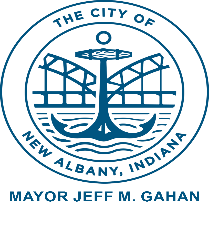 THE CITY OF
NEW ALBANY, INDIANA
MAYOR JEFF M. GAHAN